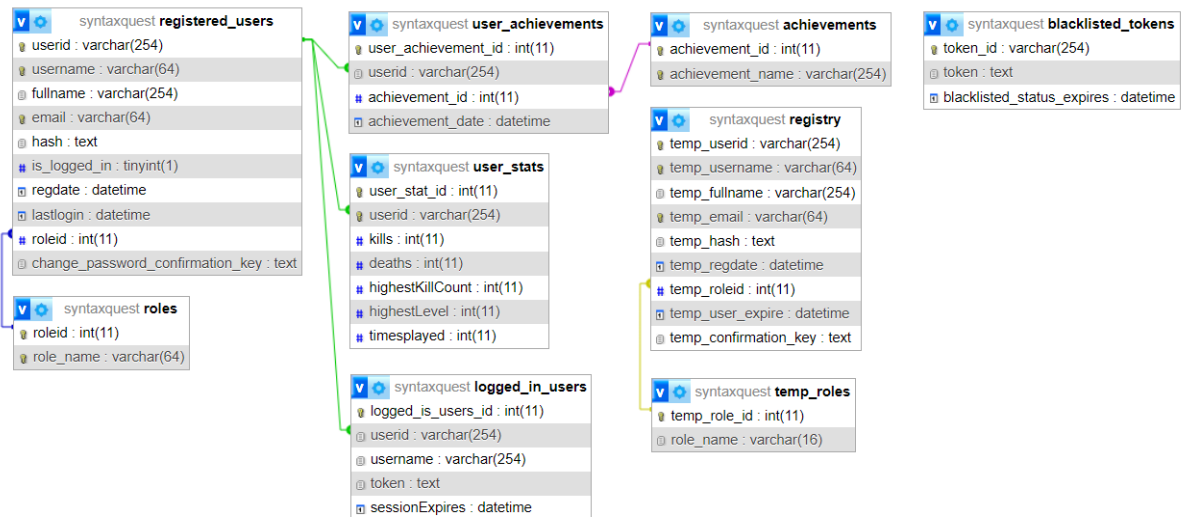 syntaxquest registered_users
userid : varchar(254)
username : varchar(64)
fullname : varchar(254)
email : varchar(64)
hash : text
is_logged_in : tinyint(1)
regdate : datetime
lastlogin : datetime
roleid : int(11)
change_password_confirmation_key : text
syntaxquest roles
roleid : int(11)
role_name : varchar(64)
syntaxquest user_achievements
user_achievement_id : int(11)
userid : varchar(254)
achievement_id : int(11)
achievement_date : datetime
syntaxquest user_stats
user_stat_id : int(11)
userid : varchar(254)
kills : int(11)
deaths : int(11)
highestKillCount : int(11)
highestLevel : int(11)
timesplayed : int(11)
syntaxquest logged_in_users
logged_is_users_id : int(11)
userid : varchar(254)
username : varchar(254)
token : text
sessionExpires : datetime
syntaxquest achievements
achievement_id : int(11)
achievement_name : varchar(254)
syntaxquest registry
temp_userid : varchar(254)
temp_username : varchar(64)
temp_fullname : varchar(254)
temp_email : varchar(64)
temp_hash : text
temp_regdate : datetime
temp_roleid : int(11)
temp_user_expire : datetime
temp_confirmation_key : text
syntaxquest temp_roles
temp_role_id : int(11)
role_name : varchar(16)
syntaxquest blacklisted_tokens
token_id : varchar(254)
token : text
blacklisted_status_expires : datetime